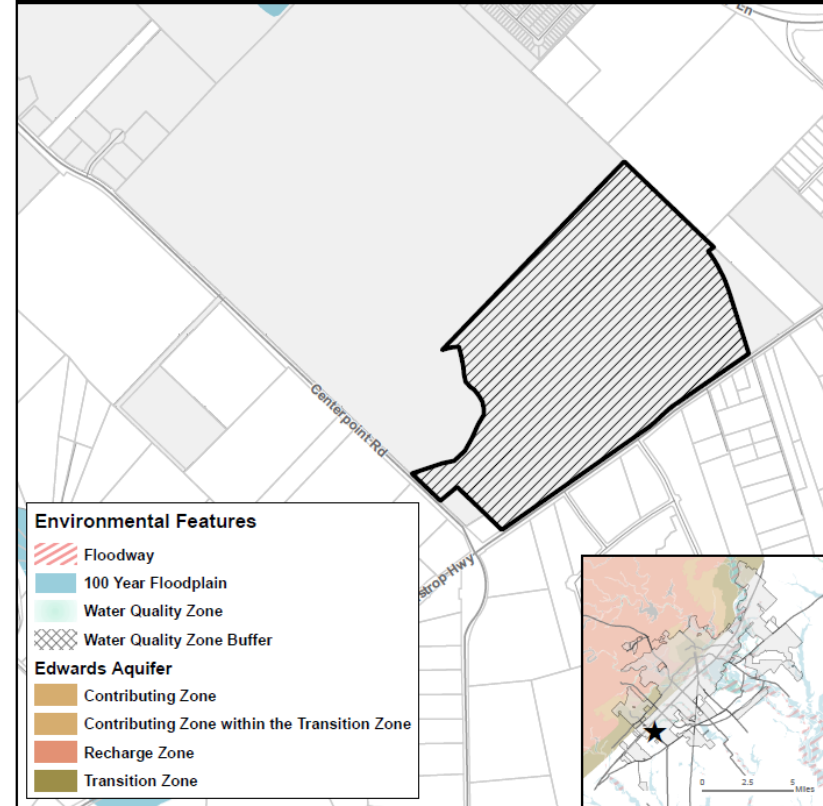 En
Centerpoint Rd
strop Hwy
Environmental Features
Floodway
100 Year Floodplain
Water Quality Zone
Water Quality Zone Buffer
Edwards Aquifer
Contributing Zone
Contributing Zone within the Transition Zone
Recharge Zone
Transition Zone
0 2.5 5
Miles